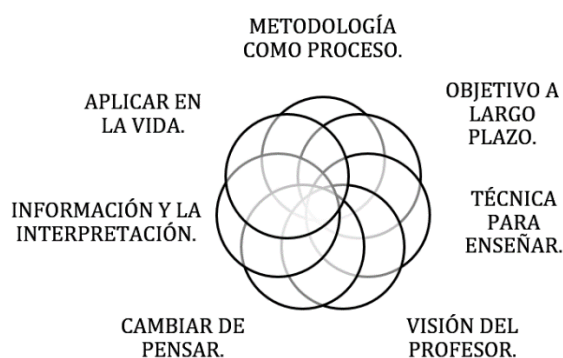 METODOLOGÍA
COMO PROCESO.
OBJETIVO A
LARGO
PLAZO.
TÉCNICA
PARA
ENSEÑAR.
VISIÓN DEL
PROFESOR.
CAMBIAR DE
PENSAR.
INFORMACIÓN Y LA
INTERPRETACIÓN.
APLICAR EN
LA VIDA.